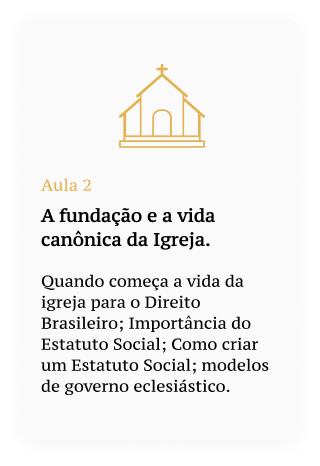 Aula 2
A fundação e a vida
canônica da Igreja.
Quando começa a vida da
igreja para o Direito
Brasileiro; Importância do
Estatuto Social; Como criar
um Estatuto Social; modelos
de governo eclesiástico.